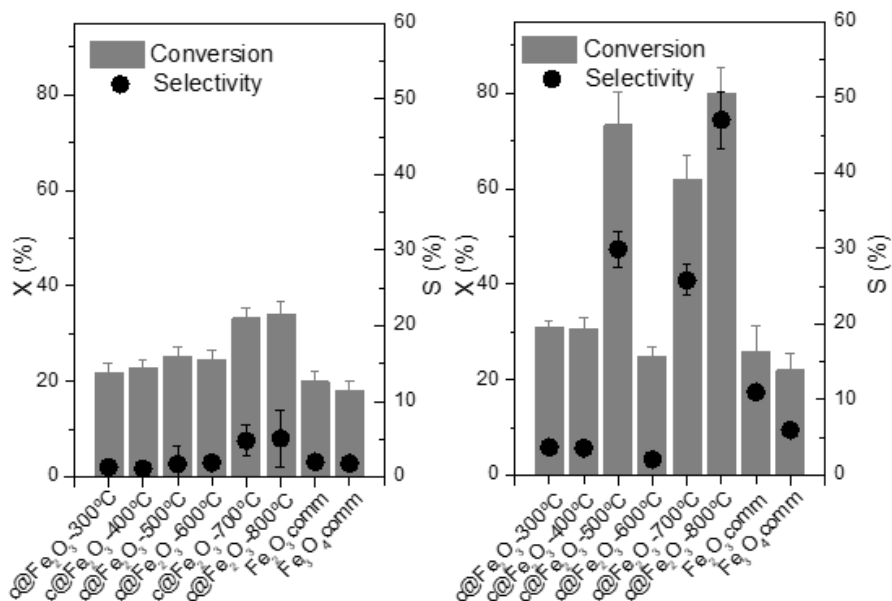 Conversion
Selectivity
X (%)
80
60
40
20
0
S (%)
60
50
40
30
20
10
0
c@Fe₂O₃-300ºC
c@Fe₂O₃-400ºC
c@Fe₂O₃-500ºC
c@Fe₂O₃-600ºC
c@Fe₂O₃-700ºC
c@Fe₂O₃-800ºC
Fe₂O₃comm
Fe₃O₄comm
Conversion
Selectivity
X (%)
80
60
40
20
0
S (%)
60
50
40
30
20
10
0
c@Fe₂O₃-300ºC
c@Fe₂O₃-400ºC
c@Fe₂O₃-500ºC
c@Fe₂O₃-600ºC
c@Fe₂O₃-700ºC
c@Fe₂O₃-800ºC
Fe₂O₃comm
Fe₃O₄comm